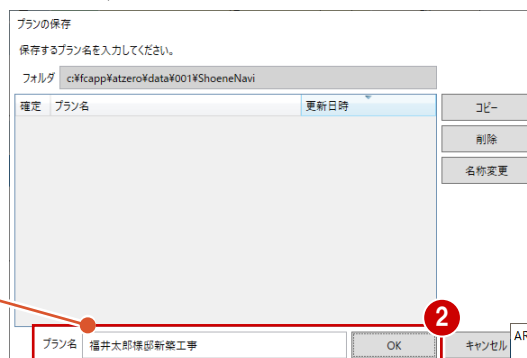 プランの保存
保存するプラン名を入力してください。
フォルダ c:¥fcapp¥atzero¥data¥001¥ShoeneNavi
確定 プラン名 更新日時 コピー
削除
名称変更
2
プラン名 福井太郎様邸新築工事 OK キャンセル AR